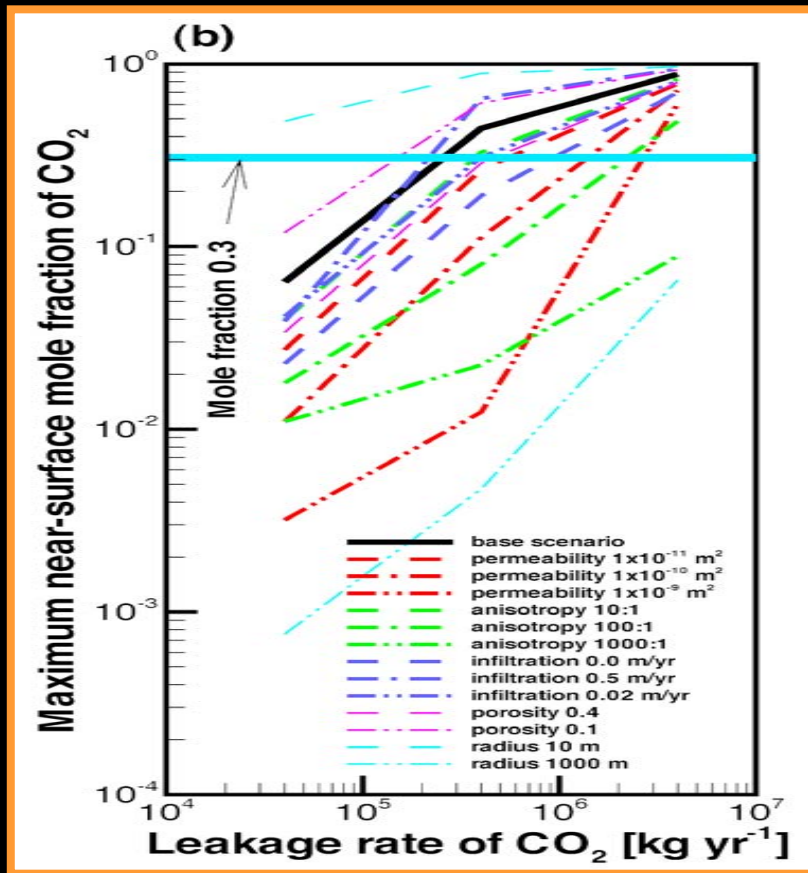 (b)
10⁰
10⁻¹
10⁻²
10⁻³
10⁻⁴
Maximum near-surface mole fraction of CO₂
Mole fraction 0.3
base scenario
permeability 1x10⁻¹¹ m²
permeability 1x10⁻¹⁰ m²
permeability 1x10⁻⁹ m²
anisotropy 10:1
anisotropy 100:1
anisotropy 1000:1
infiltration 0.0 m/yr
infiltration 0.5 m/yr
infiltration 0.02 m/yr
porosity 0.4
porosity 0.1
radius 10 m
radius 1000 m
10⁴ 10⁵ 10⁶ 10⁷
Leakage rate of CO₂ [kg yr⁻¹]